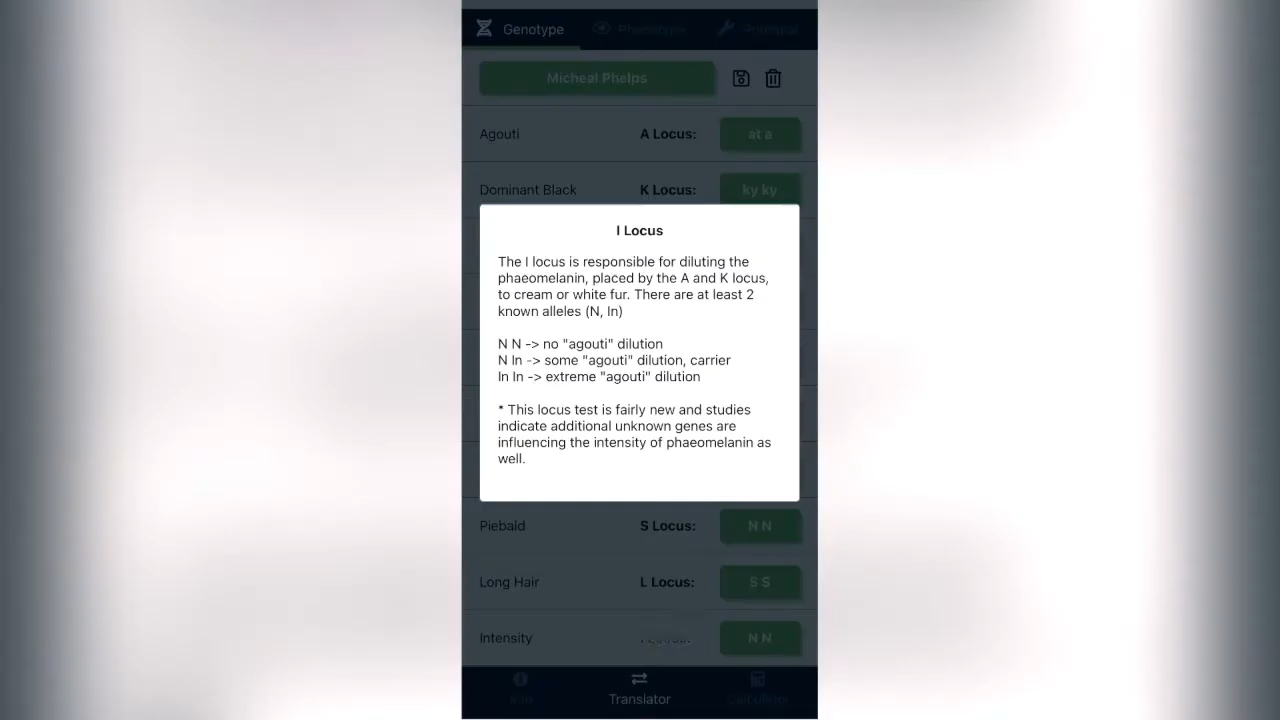 Genotype
Phenotype
Potential
Micheal Phelps
Agouti A Locus: at a
Dominant Black K Locus: ky ky
I Locus
The I locus is responsible for diluting the
phaeomelanin, placed by the A and K locus,
to cream or white fur. There are at least 2
known alleles (N, In)
N N -> no "agouti" dilution
N In -> some "agouti" dilution, carrier
In In -> extreme "agouti" dilution
* This locus test is fairly new and studies
indicate additional unknown genes are
influencing the intensity of phaeomelanin as
well.
Piebald S Locus: N N
Long Hair L Locus: S S
Intensity N N
Translator
Calculator